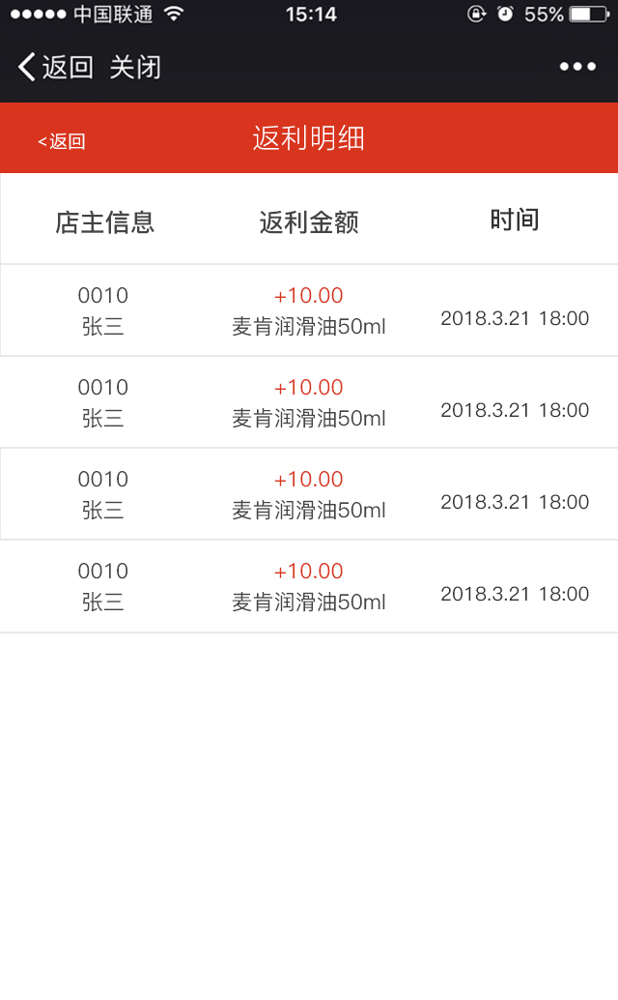 中国联通 15:14 55%
返回 关闭
<返回 返利明细
店主信息 返利金额 时间
0010 +10.00
张三 麦肯润滑油50ml 2018.3.21 18:00
0010 +10.00
张三 麦肯润滑油50ml 2018.3.21 18:00
0010 +10.00
张三 麦肯润滑油50ml 2018.3.21 18:00
0010 +10.00
张三 麦肯润滑油50ml 2018.3.21 18:00